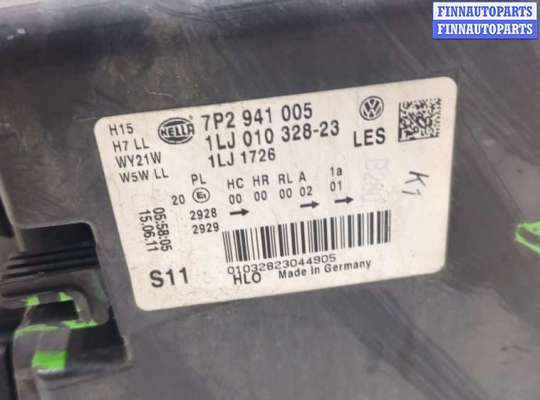 FINNAUTOPARTS
FINNAUTOPARTS
H15
H7 LL
WY21W
W5W LL
HELLA
7P2 941 005
1LJ 010 328-23
1LJ 1726
LES
PL HC HR RL A 1a
20 E1 00 00 00 02 01
2928
2929
05:58:05
15.06.11
S11
01032823044905
HLO Made in Germany
K1